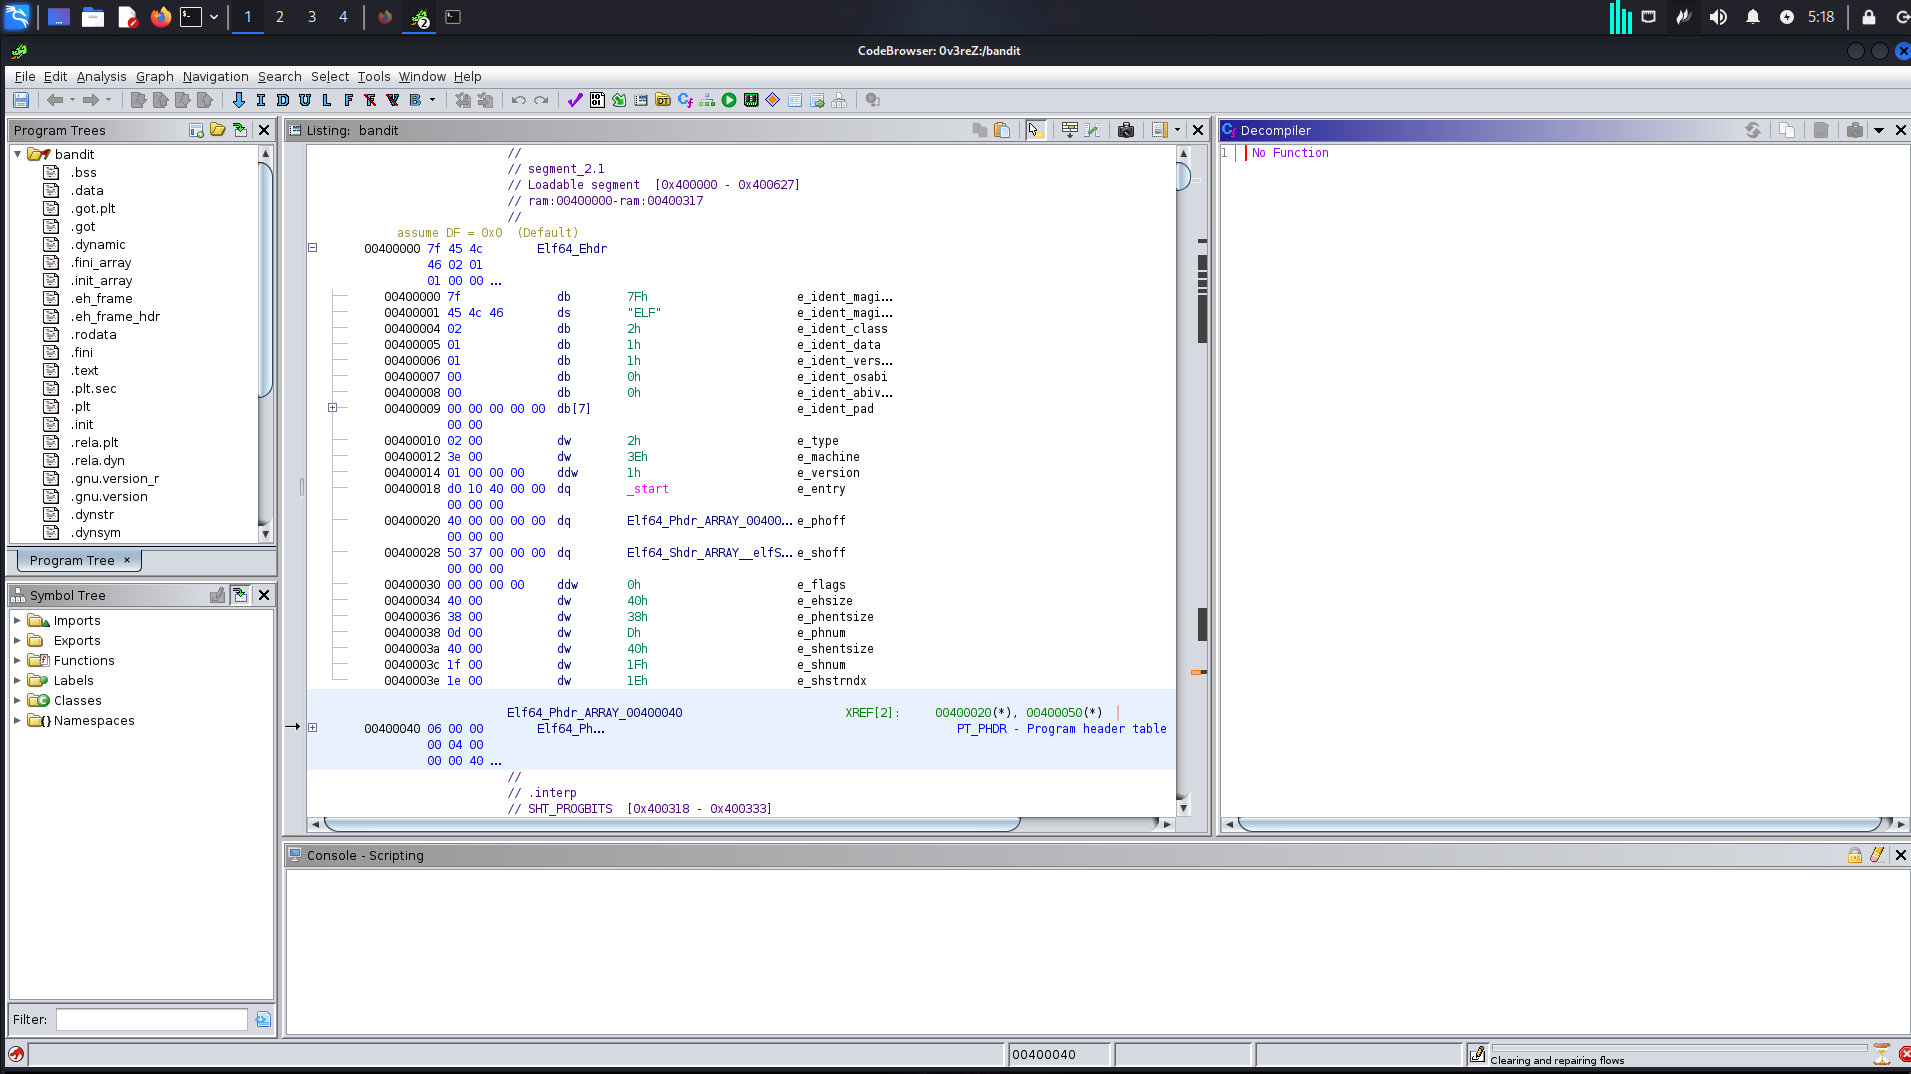 1 2 3 4 2 5:18
CodeBrowser: 0v3reZ:/bandit
File Edit Analysis Graph Navigation Search Select Tools Window Help
I D U L F B
Program Trees
bandit
.bss
.data
.got.plt
.got
.dynamic
.fini_array
.init_array
.eh_frame
.eh_frame_hdr
.rodata
.fini
.text
.plt.sec
.plt
.init
.rela.plt
.rela.dyn
.gnu.version_r
.gnu.version
.dynstr
.dynsym
Program Tree ×
Symbol Tree
Imports
Exports
Functions
Labels
Classes
Namespaces
Filter:
Listing: bandit
//
// segment_2.1
// Loadable segment [0x400000 - 0x400627]
// ram:00400000-ram:00400317
//
assume DF = 0x0 (Default)
00400000 7f 45 4c Elf64_Ehdr
46 02 01
01 00 00 ...
00400000 7f db 7Fh e_ident_magi...
00400001 45 4c 46 ds "ELF" e_ident_magi...
00400004 02 db 2h e_ident_class
00400005 01 db 1h e_ident_data
00400006 01 db 1h e_ident_vers...
00400007 00 db 0h e_ident_osabi
00400008 00 db 0h e_ident_abiv...
00400009 00 00 00 00 00 db[7] e_ident_pad
00 00
00400010 02 00 dw 2h e_type
00400012 3e 00 dw 3Eh e_machine
00400014 01 00 00 00 ddw 1h e_version
00400018 d0 10 40 00 00 dq _start e_entry
00 00 00
00400020 40 00 00 00 00 dq Elf64_Phdr_ARRAY_00400... e_phoff
00 00 00
00400028 50 37 00 00 00 dq Elf64_Shdr_ARRAY__elfS... e_shoff
00 00 00
00400030 00 00 00 00 ddw 0h e_flags
00400034 40 00 dw 40h e_ehsize
00400036 38 00 dw 38h e_phentsize
00400038 0d 00 dw Dh e_phnum
0040003a 40 00 dw 40h e_shentsize
0040003c 1f 00 dw 1Fh e_shnum
0040003e 1e 00 dw 1Eh e_shstrndx
Elf64_Phdr_ARRAY_00400040 XREF[2]: 00400020(*), 00400050(*)
00400040 06 00 00 Elf64_Ph... PT_PHDR - Program header table
00 04 00
00 00 40 ...
//
// .interp
// SHT_PROGBITS [0x400318 - 0x400333]
Decompiler
1 No Function
Console - Scripting
00400040
Clearing and repairing flows